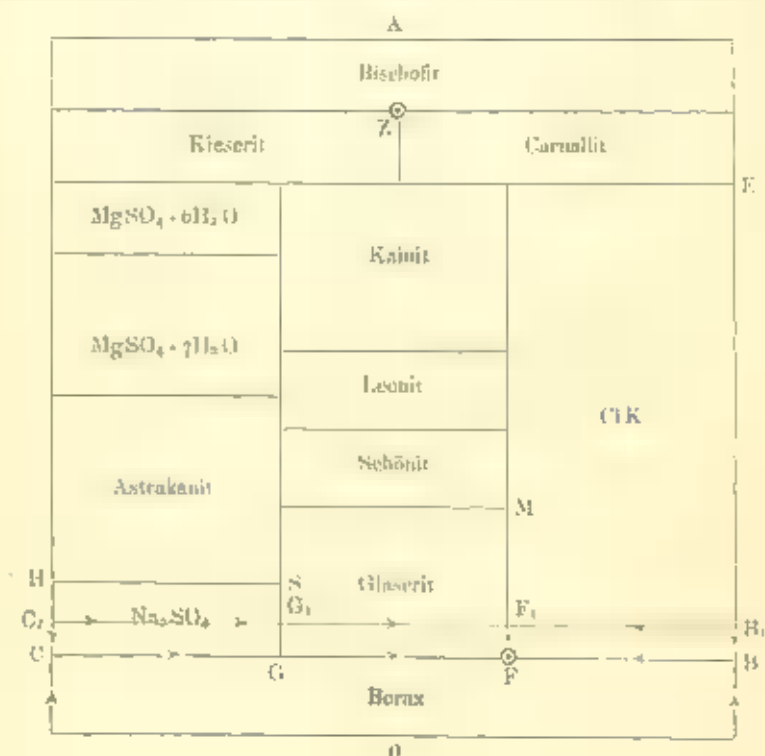 A
Bischofit
Z
Kieserit
Carnallit
E
MgSO₄ · 6H₂O
Kainit
MgSO₄ · 7H₂O
Leonit
ClK
Schönit
Astrakanit
M
H
S
Glaserit
G₁
F₁
C₁
Na₂SO₄
B₁
C
G
F
B
Borax
O